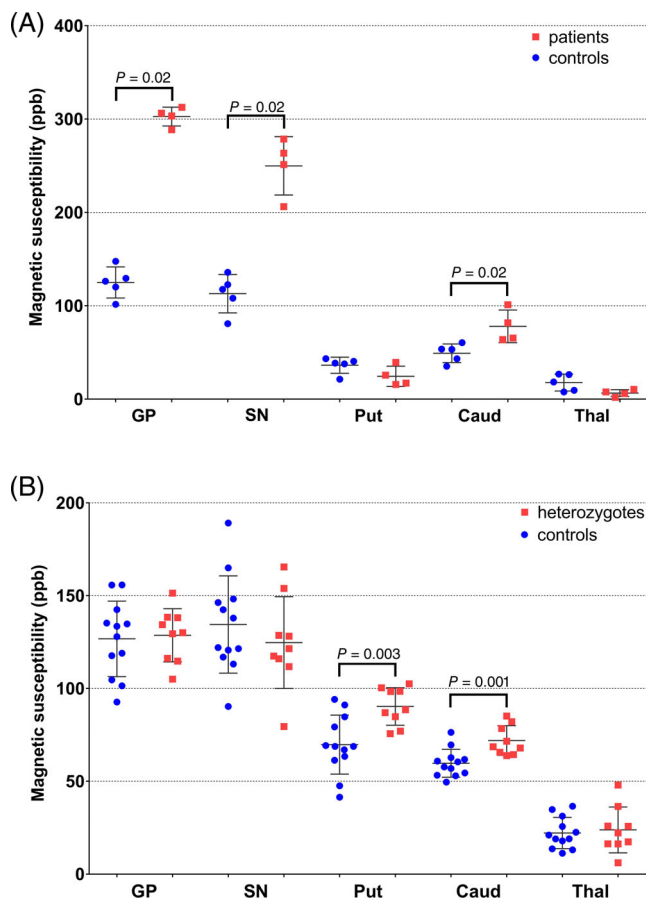 (A)
400
300
200
100
0
Magnetic susceptibility (ppb)
patients
controls
P = 0.02
P = 0.02
P = 0.02
GP SN Put Caud Thal
(B)
200
150
100
50
0
Magnetic susceptibility (ppb)
heterozygotes
controls
P = 0.003
P = 0.001
GP SN Put Caud Thal